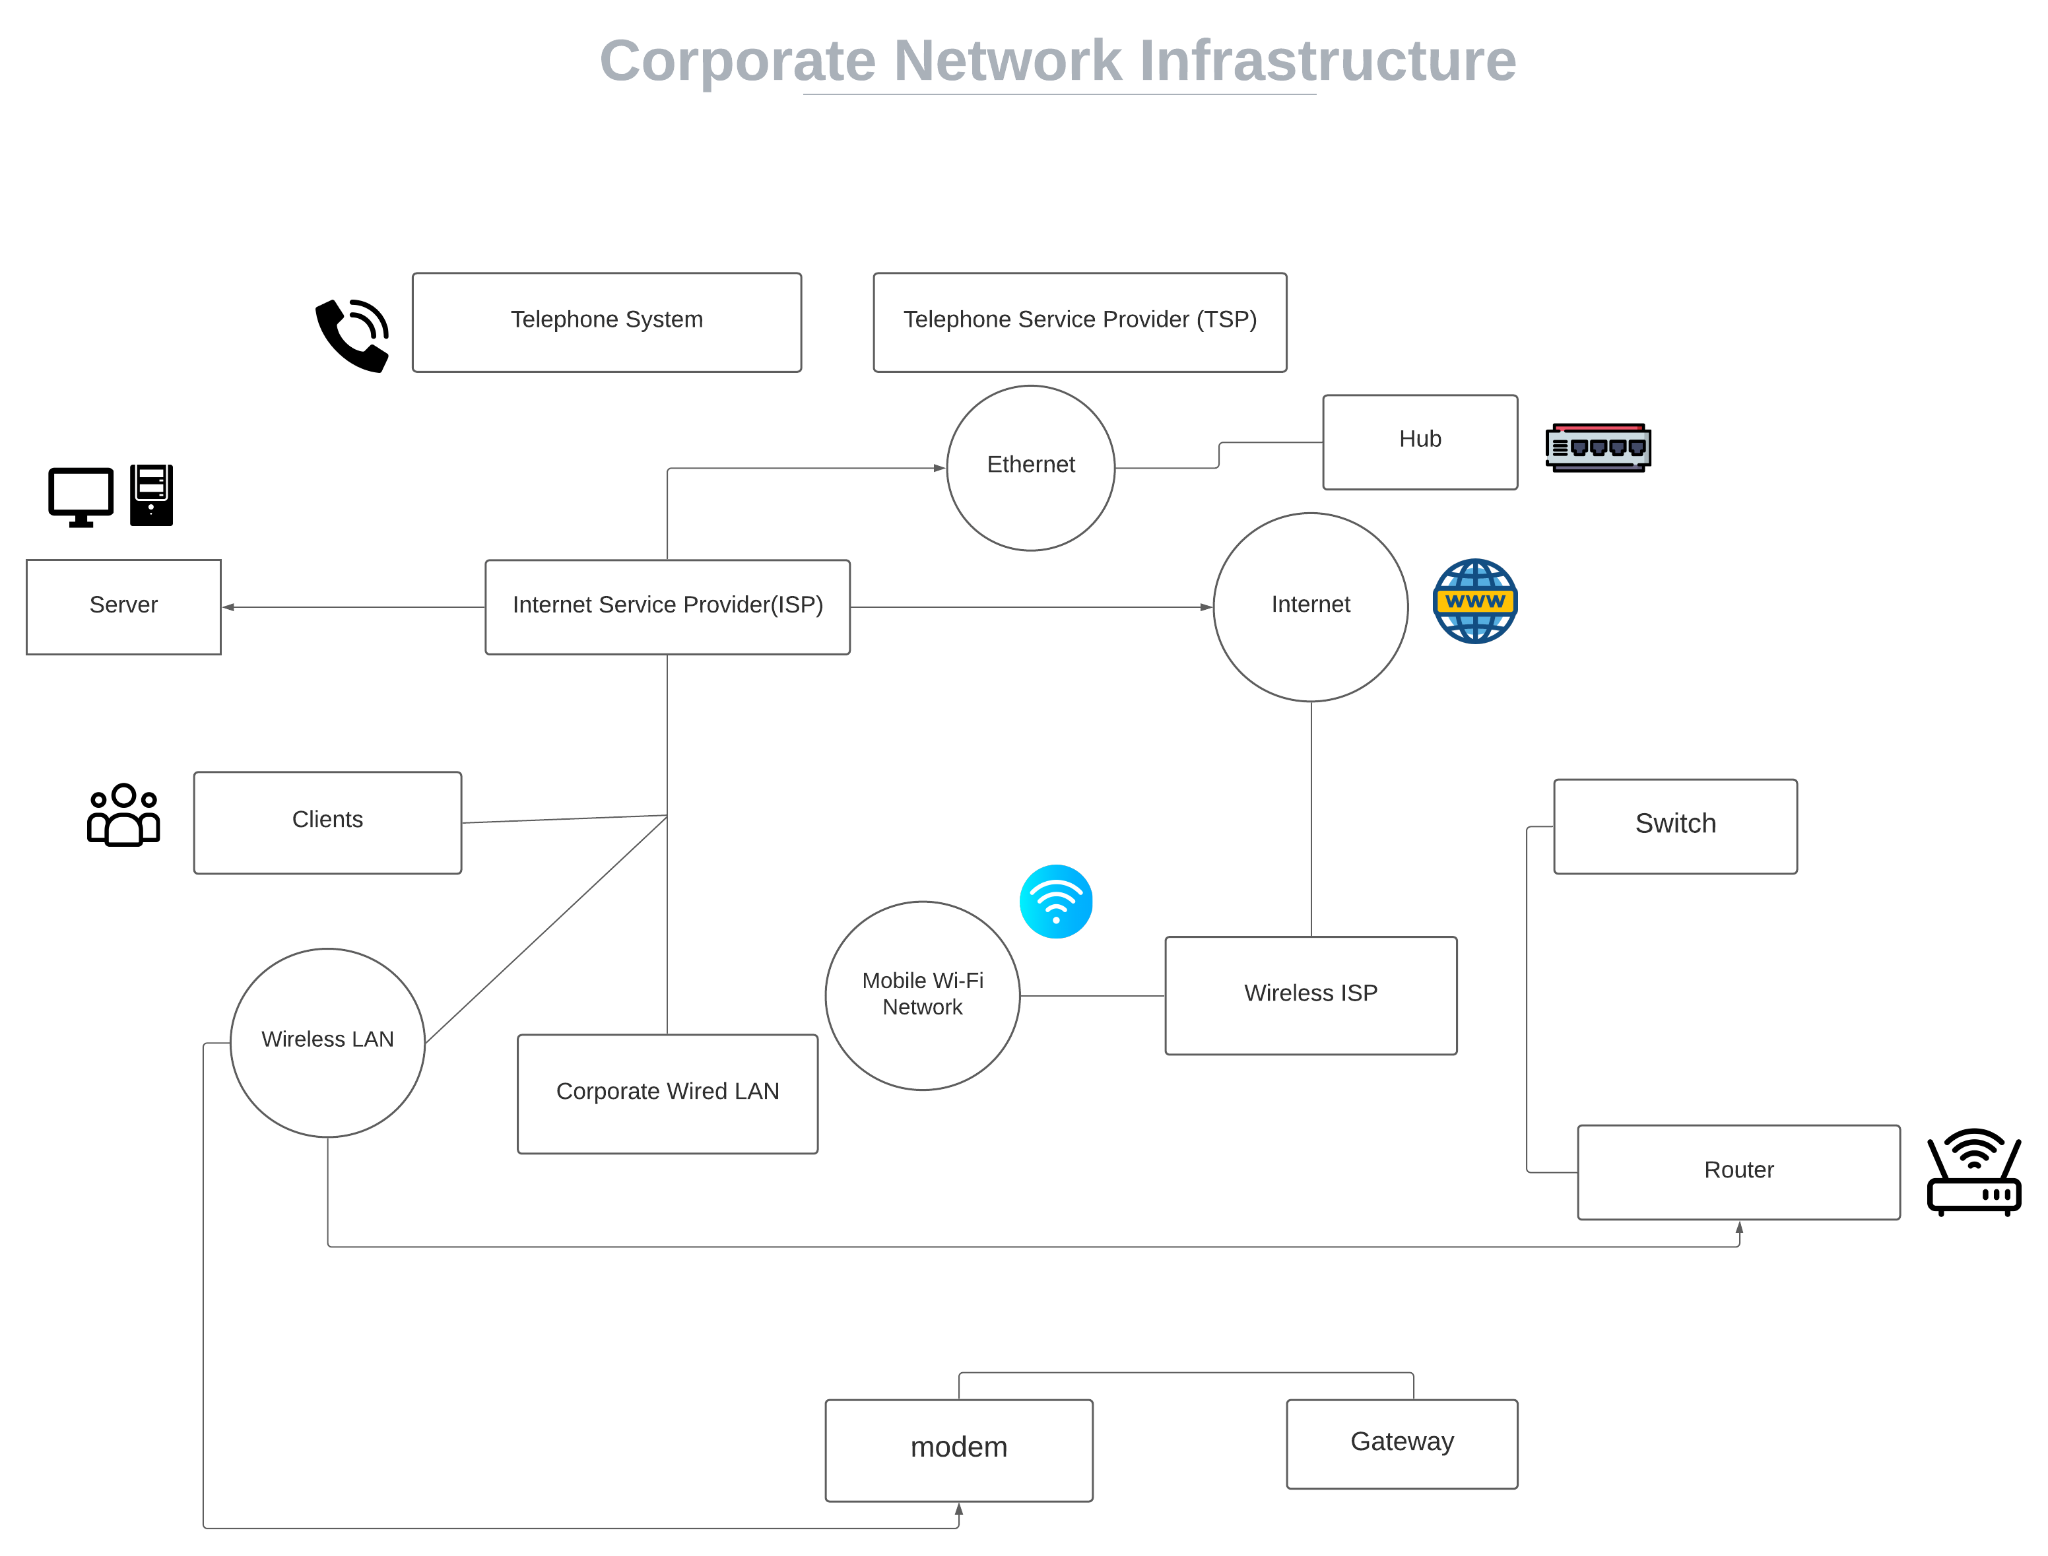 Corporate Network Infrastructure
Telephone System
Telephone Service Provider (TSP)
Hub
Ethernet
Server
Internet Service Provider(ISP)
Internet
WWW
Clients
Switch
Mobile Wi-Fi
Network
Wireless ISP
Wireless LAN
Corporate Wired LAN
Router
modem
Gateway